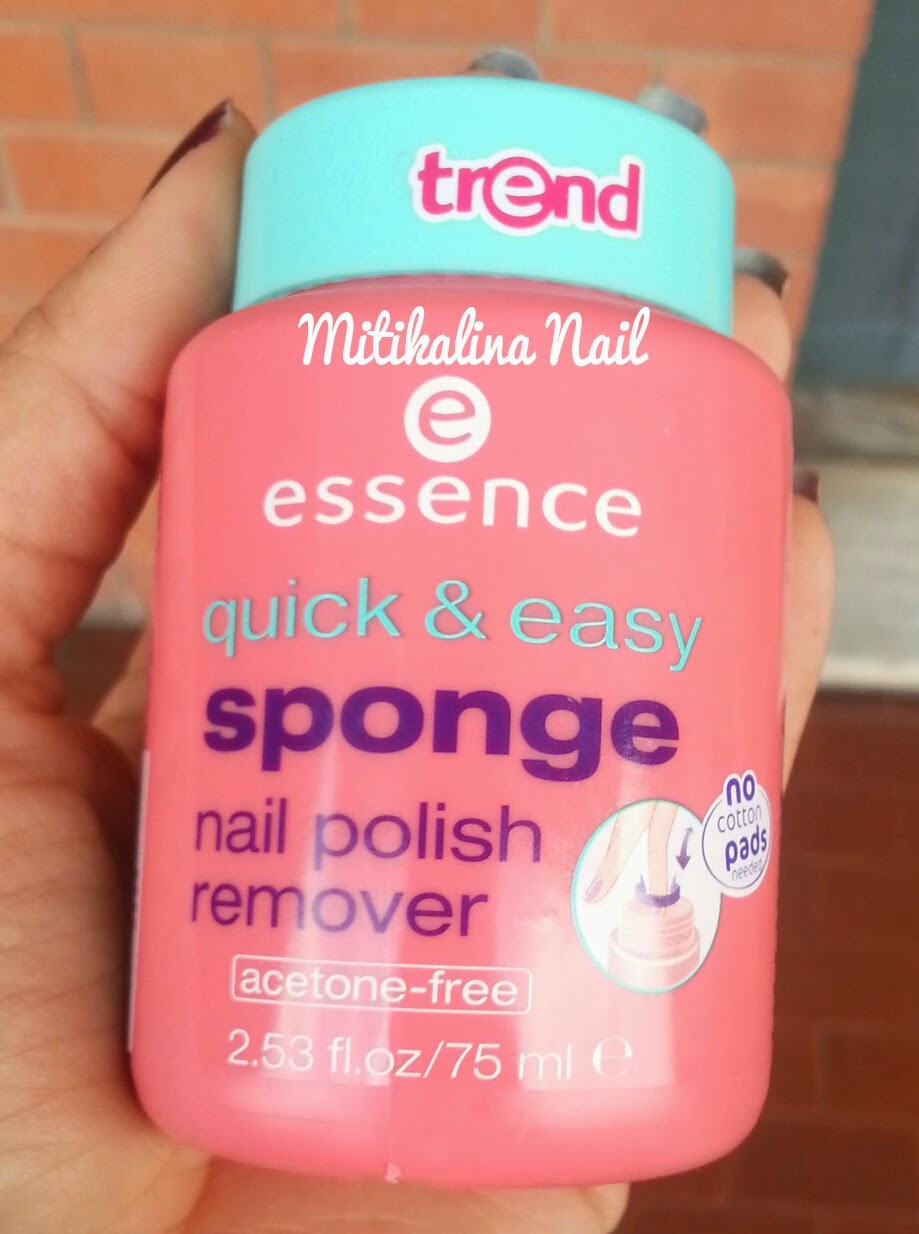 trend
Mitikalina Nail
e
essence
quick & easy
sponge
nail polish
remover
no
cotton
pads
needed
acetone-free
2.53 fl.oz/75 ml ℮